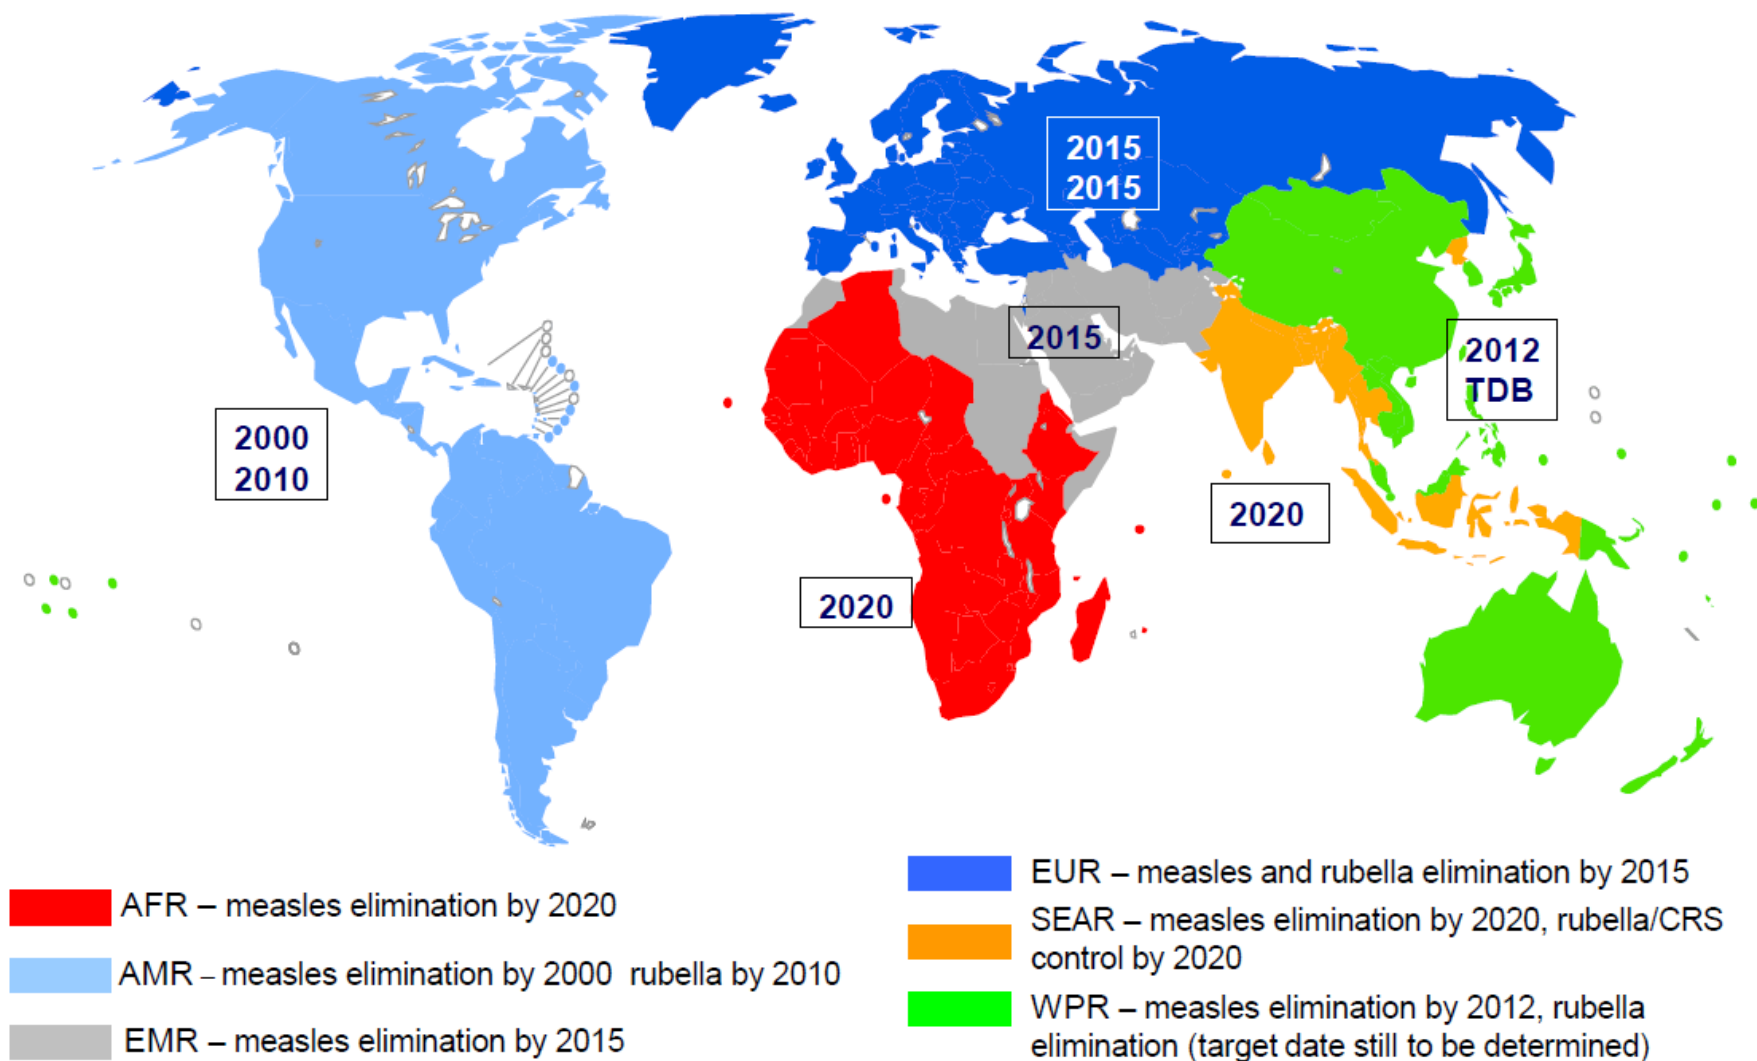 2015
2015
2015
2012
TDB
2000
2010
2020
2020
AFR – measles elimination by 2020
AMR – measles elimination by 2000 rubella by 2010
EMR – measles elimination by 2015
EUR – measles and rubella elimination by 2015
SEAR – measles elimination by 2020, rubella/CRS
control by 2020
WPR – measles elimination by 2012, rubella
elimination (target date still to be determined)